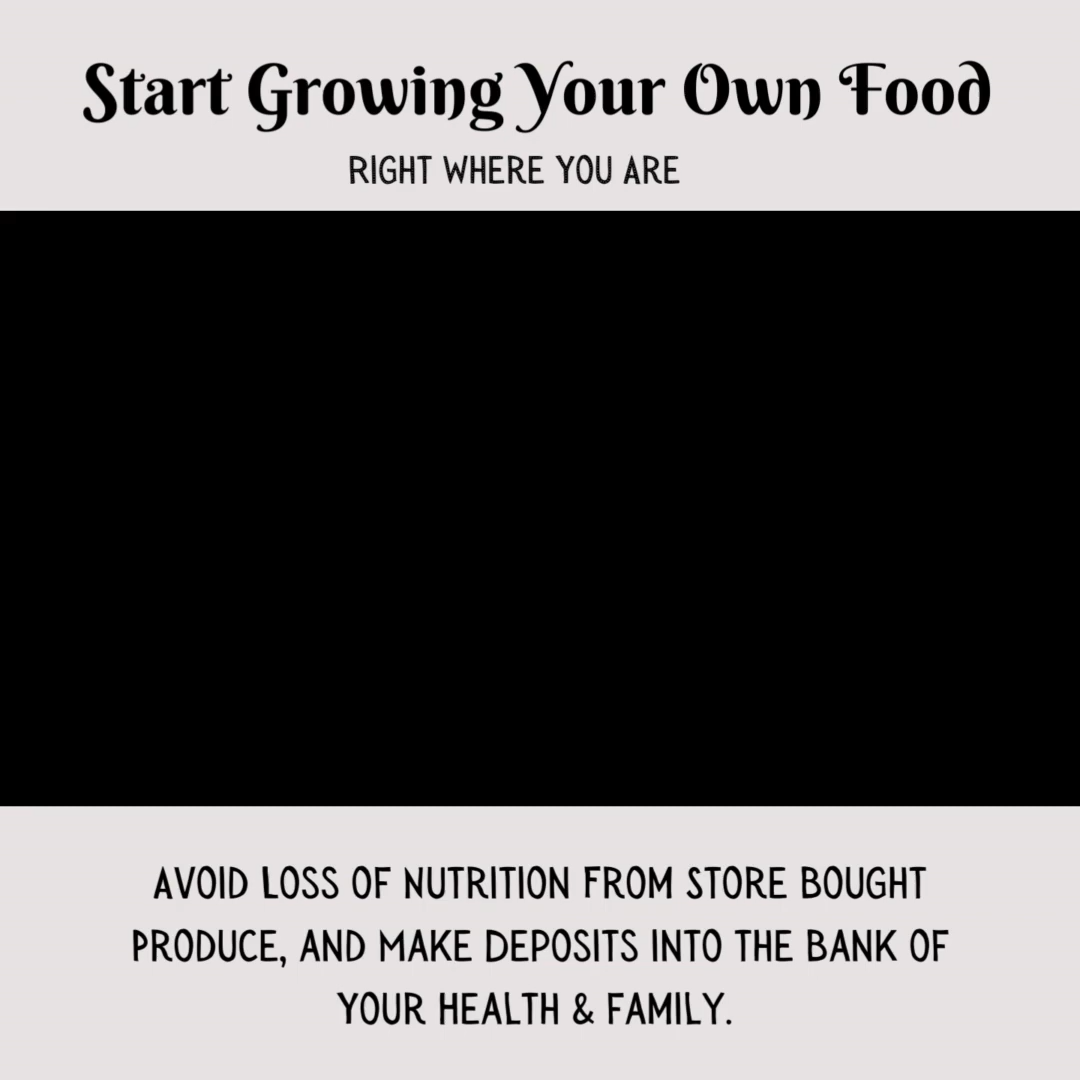 Start Growing Your Own Food
RIGHT WHERE YOU ARE
AVOID LOSS OF NUTRITION FROM STORE BOUGHT
PRODUCE, AND MAKE DEPOSITS INTO THE BANK OF
YOUR HEALTH & FAMILY.